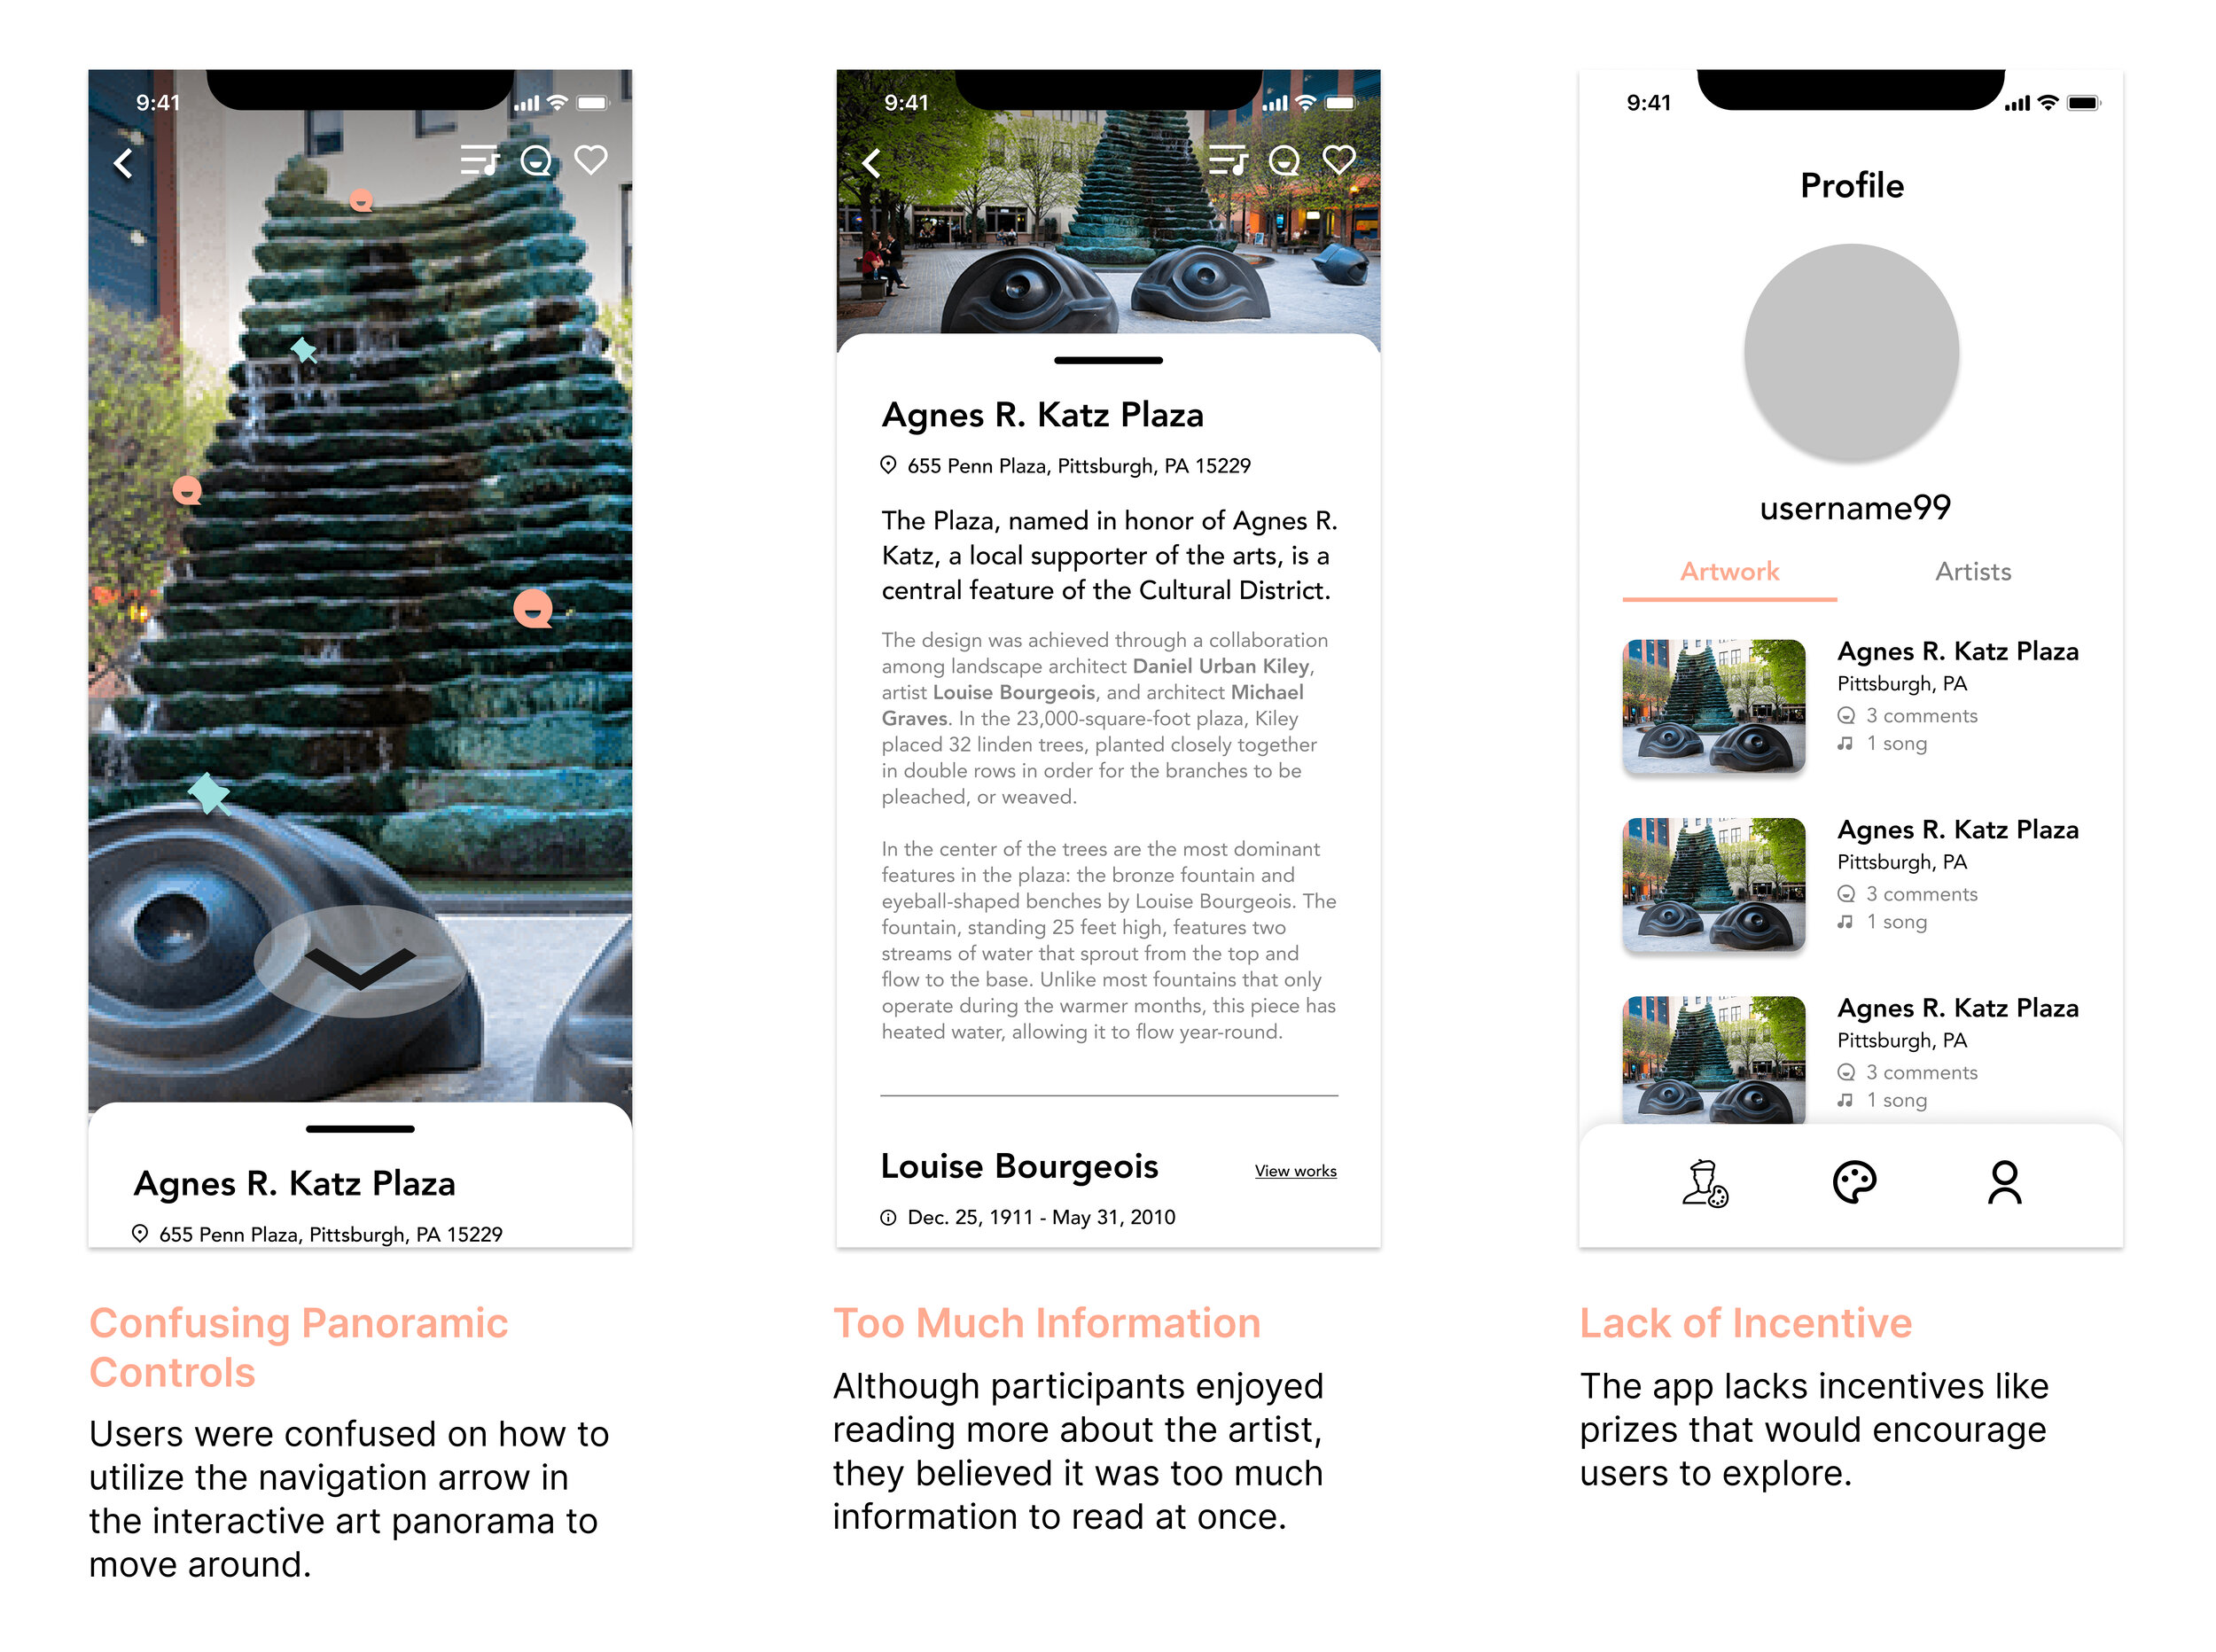 9:41
Agnes R. Katz Plaza
655 Penn Plaza, Pittsburgh, PA 15229
Confusing Panoramic
Controls
Users were confused on how to
utilize the navigation arrow in
the interactive art panorama to
move around.
9:41
Agnes R. Katz Plaza
655 Penn Plaza, Pittsburgh, PA 15229
The Plaza, named in honor of Agnes R.
Katz, a local supporter of the arts, is a
central feature of the Cultural District.
The design was achieved through a collaboration
among landscape architect Daniel Urban Kiley,
artist Louise Bourgeois, and architect Michael
Graves. In the 23,000-square-foot plaza, Kiley
placed 32 linden trees, planted closely together
in double rows in order for the branches to be
pleached, or weaved.
In the center of the trees are the most dominant
features in the plaza: the bronze fountain and
eyeball-shaped benches by Louise Bourgeois. The
fountain, standing 25 feet high, features two
streams of water that sprout from the top and
flow to the base. Unlike most fountains that only
operate during the warmer months, this piece has
heated water, allowing it to flow year-round.
Louise Bourgeois View works
Dec. 25, 1911 - May 31, 2010
Too Much Information
Although participants enjoyed
reading more about the artist,
they believed it was too much
information to read at once.
9:41
Profile
username99
Artwork Artists
Agnes R. Katz Plaza
Pittsburgh, PA
3 comments
1 song
Agnes R. Katz Plaza
Pittsburgh, PA
3 comments
1 song
Agnes R. Katz Plaza
Pittsburgh, PA
3 comments
1 song
Lack of Incentive
The app lacks incentives like
prizes that would encourage
users to explore.